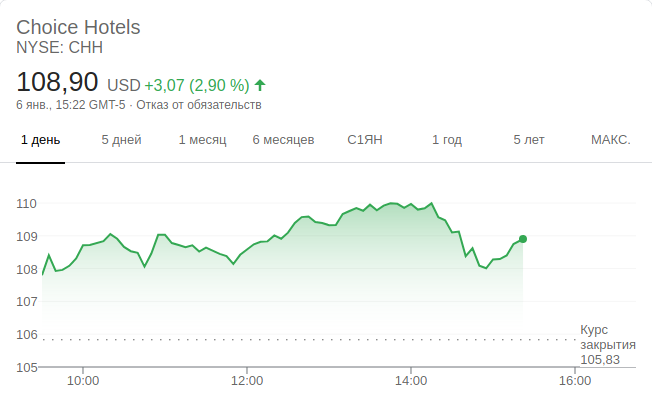 Choice Hotels
NYSE: CHH
108,90 USD +3,07 (2,90 %)
6 янв., 15:22 GMT-5 · Отказ от обязательств
1 день 5 дней 1 месяц 6 месяцев С1ЯН 1 год 5 лет МАКС.
110
109
108
107
106
105
Курс
закрытия
105,83
10:00 12:00 14:00 16:00